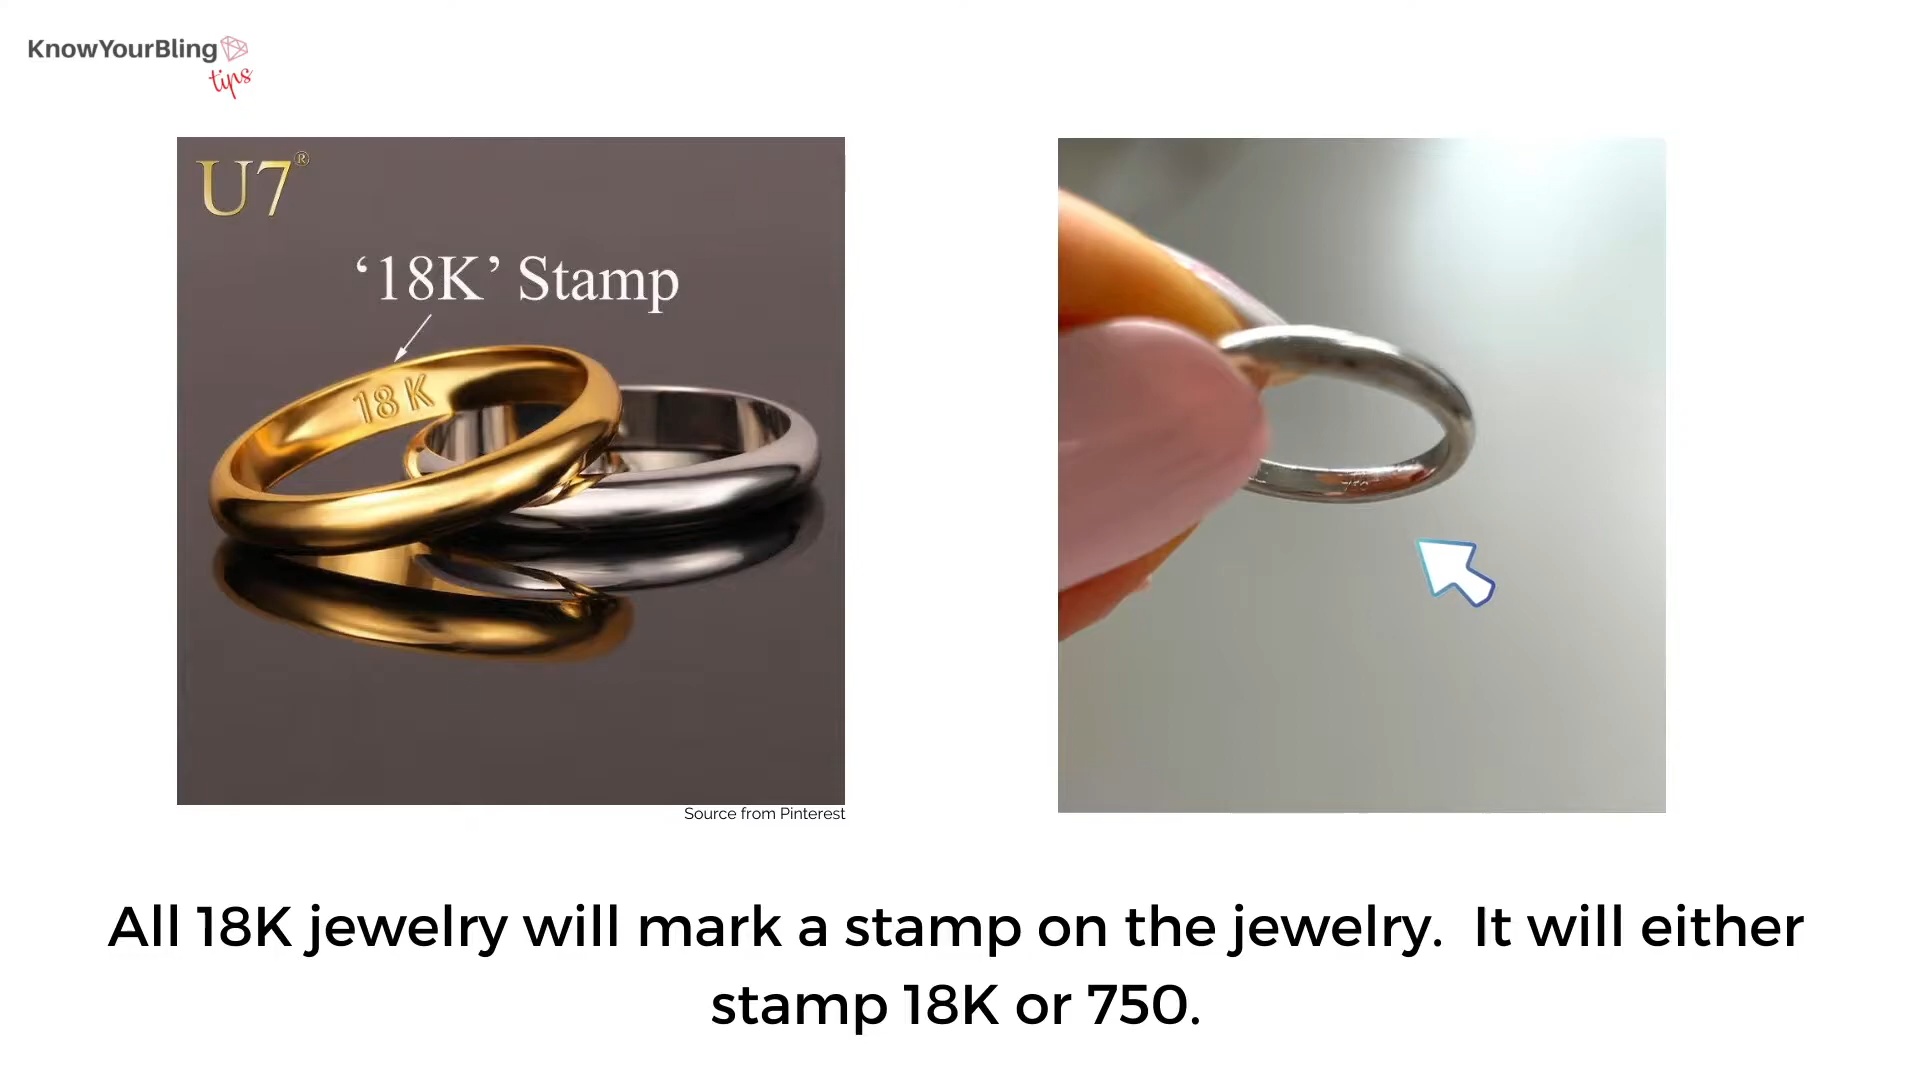 KnowYourBling
tips
U7®
‘18K’ Stamp
18K
Source from Pinterest
All 18K jewelry will mark a stamp on the jewelry. It will either
stamp 18K or 750.